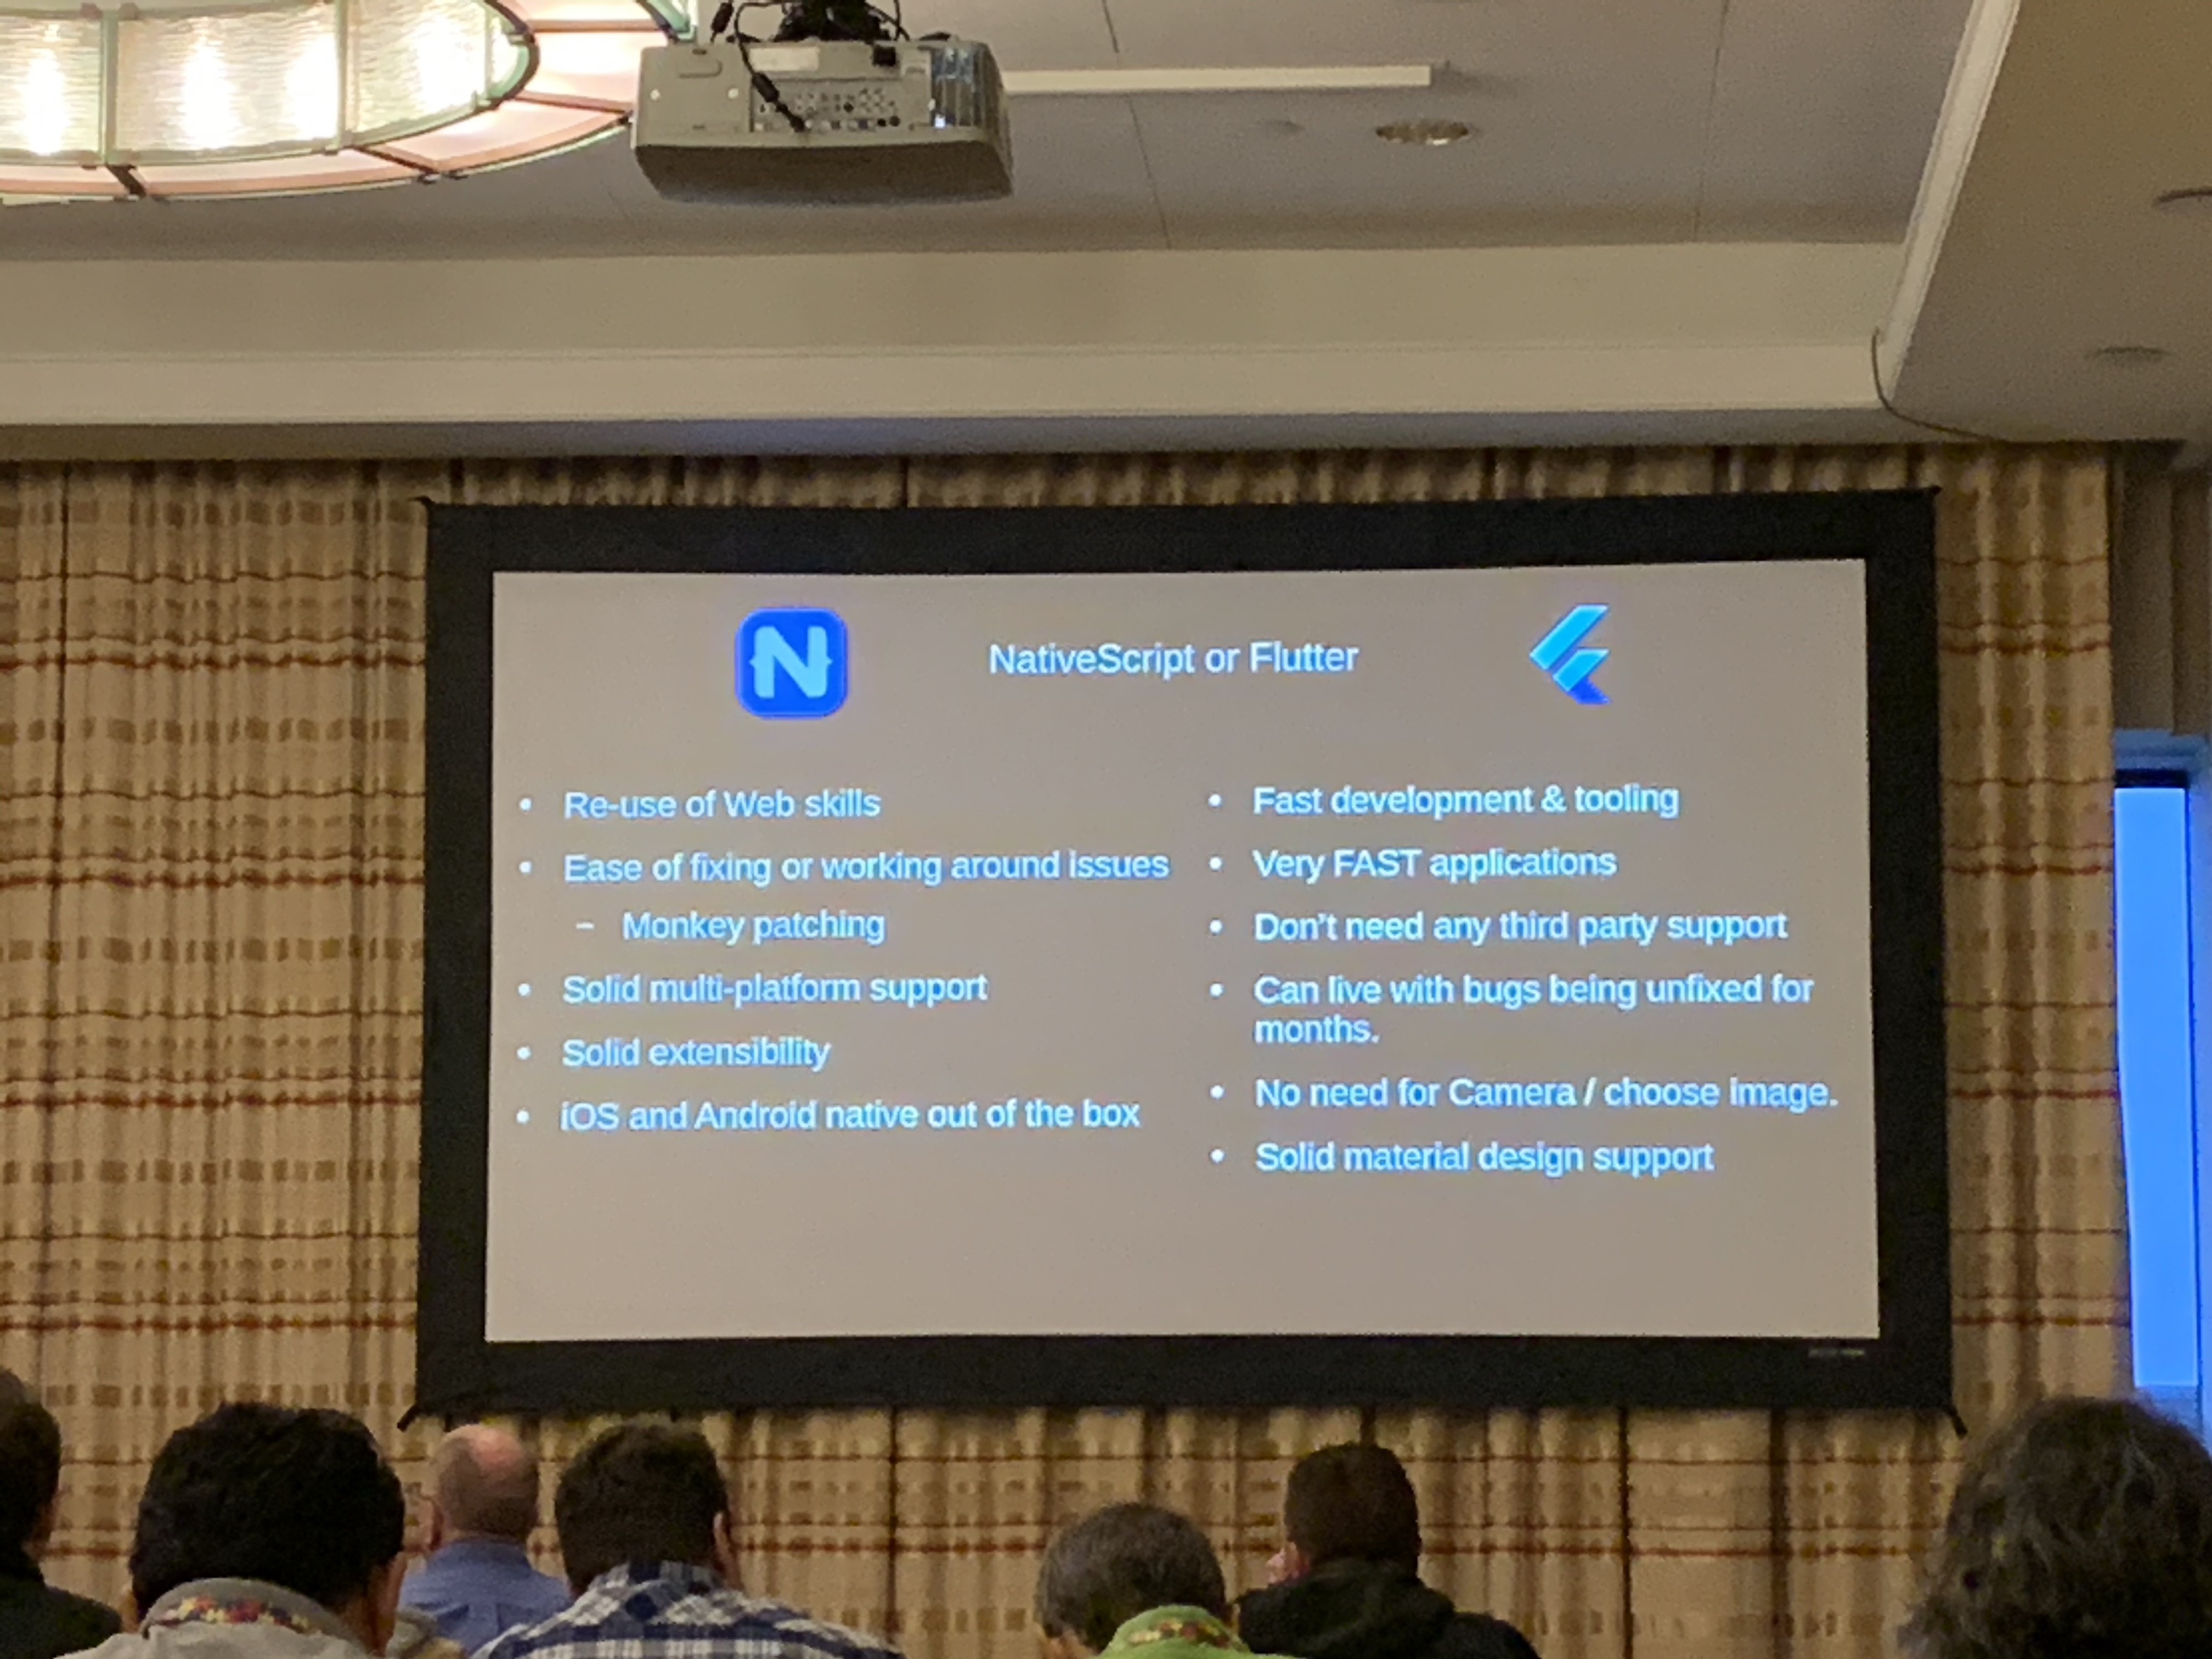 N
NativeScript or Flutter
• Re-use of Web skills
• Ease of fixing or working around issues
– Monkey patching
• Solid multi-platform support
• Solid extensibility
• iOS and Android native out of the box
• Fast development & tooling
• Very FAST applications
• Don't need any third party support
• Can live with bugs being unfixed for
months.
• No need for Camera / choose image.
• Solid material design support